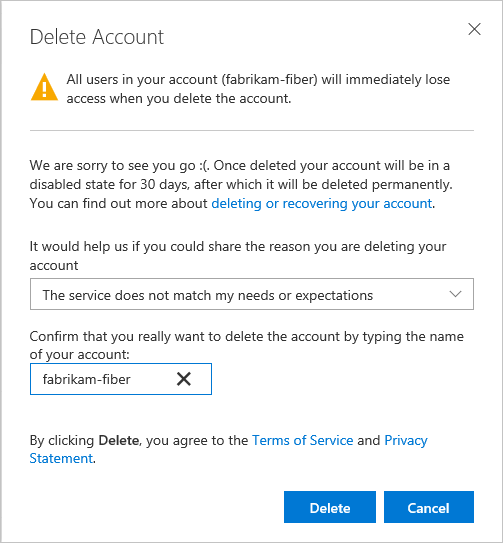 Delete Account
All users in your account (fabrikam-fiber) will immediately lose
access when you delete the account.
We are sorry to see you go :(. Once deleted your account will be in a
disabled state for 30 days, after which it will be deleted permanently.
You can find out more about deleting or recovering your account.
It would help us if you could share the reason you are deleting your
account
The service does not match my needs or expectations
Confirm that you really want to delete the account by typing the name
of your account:
fabrikam-fiber
By clicking Delete, you agree to the Terms of Service and Privacy
Statement.
Delete
Cancel